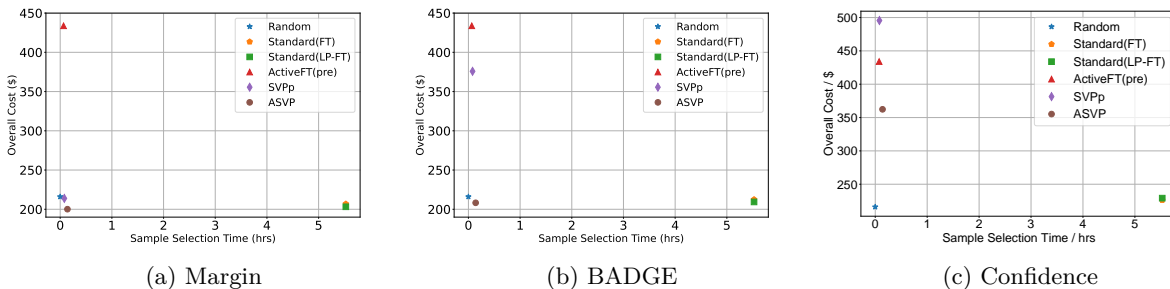 450
400
350
300
250
200
Overall Cost ($)
0 1 2 3 4 5
Sample Selection Time (hrs)
Random
Standard(FT)
Standard(LP-FT)
ActiveFT(pre)
SVPp
ASVP
(a) Margin
450
400
350
300
250
200
Overall Cost ($)
0 1 2 3 4 5
Sample Selection Time (hrs)
Random
Standard(FT)
Standard(LP-FT)
ActiveFT(pre)
SVPp
ASVP
(b) BADGE
500
450
400
350
300
250
Overall Cost / $
0 1 2 3 4 5
Sample Selection Time / hrs
Random
Standard(FT)
Standard(LP-FT)
ActiveFT(pre)
SVPp
ASVP
(c) Confidence